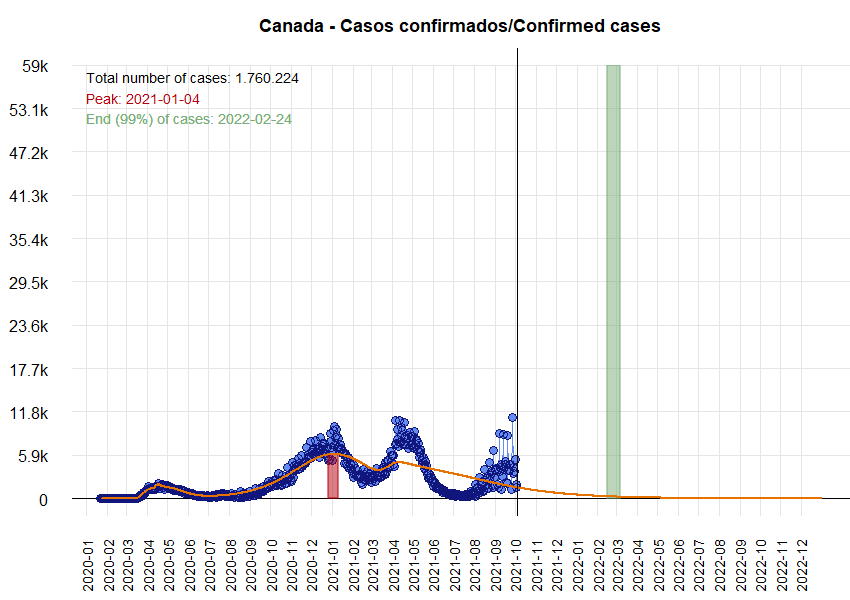 Canada - Casos confirmados/Confirmed cases
59k
53.1k
47.2k
41.3k
35.4k
29.5k
23.6k
17.7k
11.8k
5.9k
0
Total number of cases: 1.760.224
Peak: 2021-01-04
End (99%) of cases: 2022-02-24
2020-01
2020-02
2020-03
2020-04
2020-05
2020-06
2020-07
2020-08
2020-09
2020-10
2020-11
2020-12
2021-01
2021-02
2021-03
2021-04
2021-05
2021-06
2021-07
2021-08
2021-09
2021-10
2021-11
2021-12
2022-01
2022-02
2022-03
2022-04
2022-05
2022-06
2022-07
2022-08
2022-09
2022-10
2022-11
2022-12